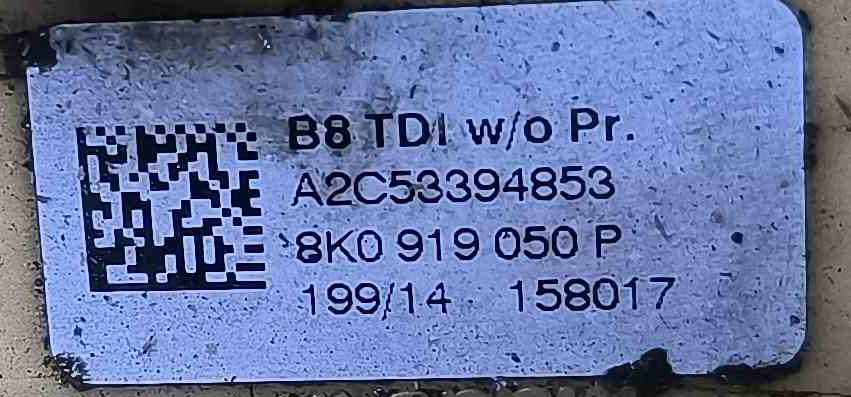 B8 TDI w/o Pr.
A2C53394853
8K0 919 050 P
199/14 158017